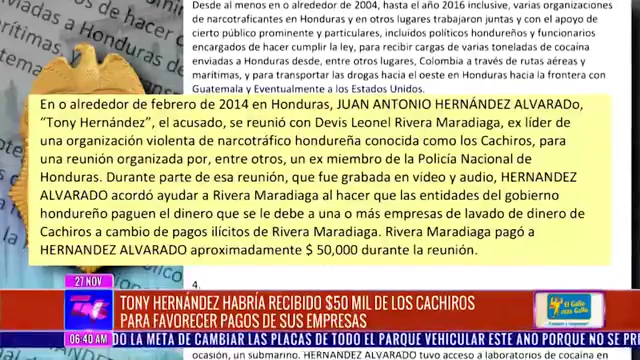 Desde al menos en o alrededor de 2004, hasta el año 2016 inclusive, varias organizaciones
de narcotraficantes en Honduras y en otros lugares trabajaron juntas y con el apoyo de
cierto público prominente y particulares, incluidos políticos hondureños y funcionarios
encargados de hacer cumplir la ley, para recibir cargas de varias toneladas de cocaína
enviadas a Honduras desde, entre otros lugares, Colombia a través de rutas aéreas y
marítimas, y para transportar las drogas hacia el oeste en Honduras hacia la frontera con
Guatemala y Eventualmente a los Estados Unidos.
En o alrededor de febrero de 2014 en Honduras, JUAN ANTONIO HERNÁNDEZ ALVARADo,
“Tony Hernández”, el acusado, se reunió con Devis Leonel Rivera Maradiaga, ex líder de
una organización violenta de narcotráfico hondureña conocida como los Cachiros, para
una reunión organizada por, entre otros, un ex miembro de la Policía Nacional de
Honduras. Durante parte de esa reunión, que fue grabada en video y audio, HERNANDEZ
ALVARADO acordó ayudar a Rivera Maradiaga al hacer que las entidades del gobierno
hondureño paguen el dinero que se le debe a una o más empresas de lavado de dinero de
Cachiros a cambio de pagos ilícitos de Rivera Maradiaga. Rivera Maradiaga pagó a
HERNANDEZ ALVARADO aproximadamente $ 50,000 durante la reunión.
4.
27 NOV
TONY HERNÁNDEZ HABRÍA RECIBIDO $50 MIL DE LOS CACHIROS
PARA FAVORECER PAGOS DE SUS EMPRESAS
El Gallo
más Gallo
06:40 AM
DO LA META DE CAMBIAR LAS PLACAS DE TODO EL PARQUE VEHICULAR ESTE AÑO PORQUE NO SE PR
ocasión, un submarino. HERNANDEZ ALVARADO tuvo acceso a laboratorios de cocaína en